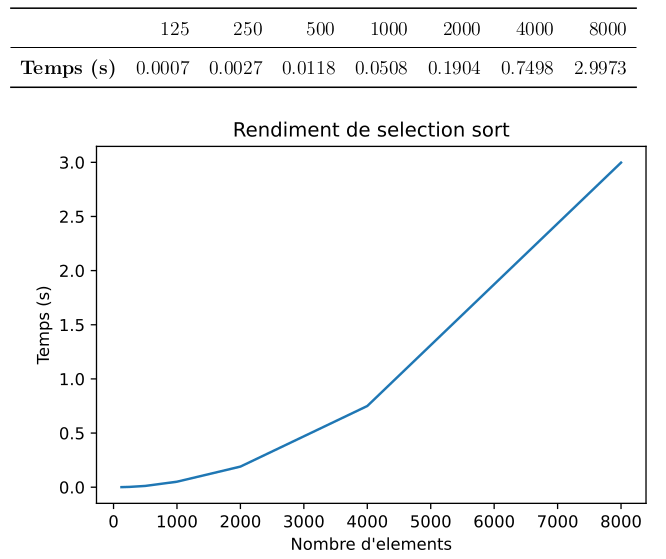 125 250 500 1000 2000 4000 8000
Temps (s) 0.0007 0.0027 0.0118 0.0508 0.1904 0.7498 2.9973
Rendiment de selection sort
3.0
2.5
2.0
1.5
1.0
0.5
0.0
Temps (s)
0 1000 2000 3000 4000 5000 6000 7000 8000
Nombre d'elements